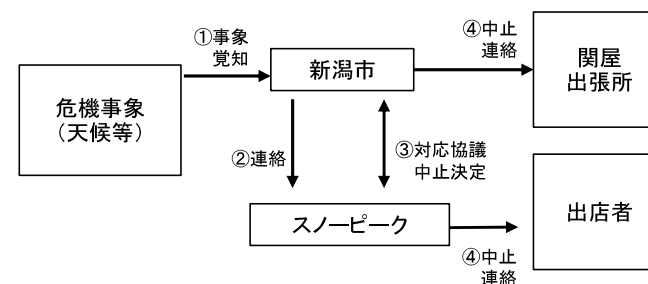 ①事象
覚知
④中止
連絡
危機事象
（天候等）
新潟市
関屋
出張所
②連絡
③対応協議
中止決定
スノーピーク
出店者
④中止
連絡